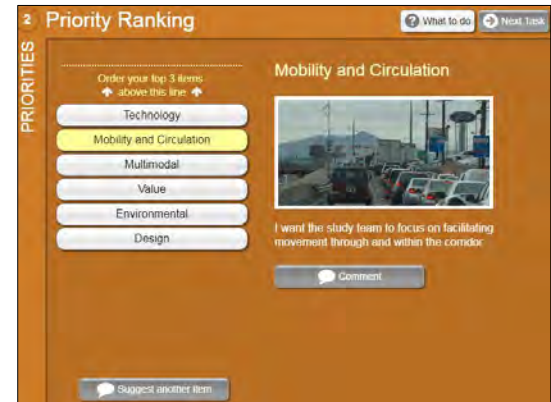 2 Priority Ranking
What to do
Next Task
PRIORITIES
Order your top 3 items
above this line
Technology
Mobility and Circulation
Multimodal
Value
Environmental
Design
Suggest another item
Mobility and Circulation
I want the study team to focus on facilitating
movement through and within the corridor
Comment